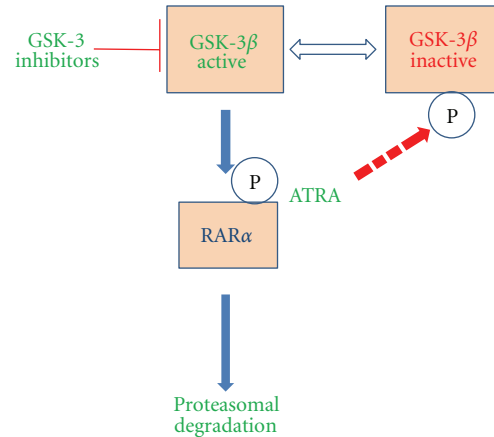 GSK-3
inhibitors
GSK-3β
active
GSK-3β
inactive
P
P
ATRA
RARα
Proteasomal
degradation